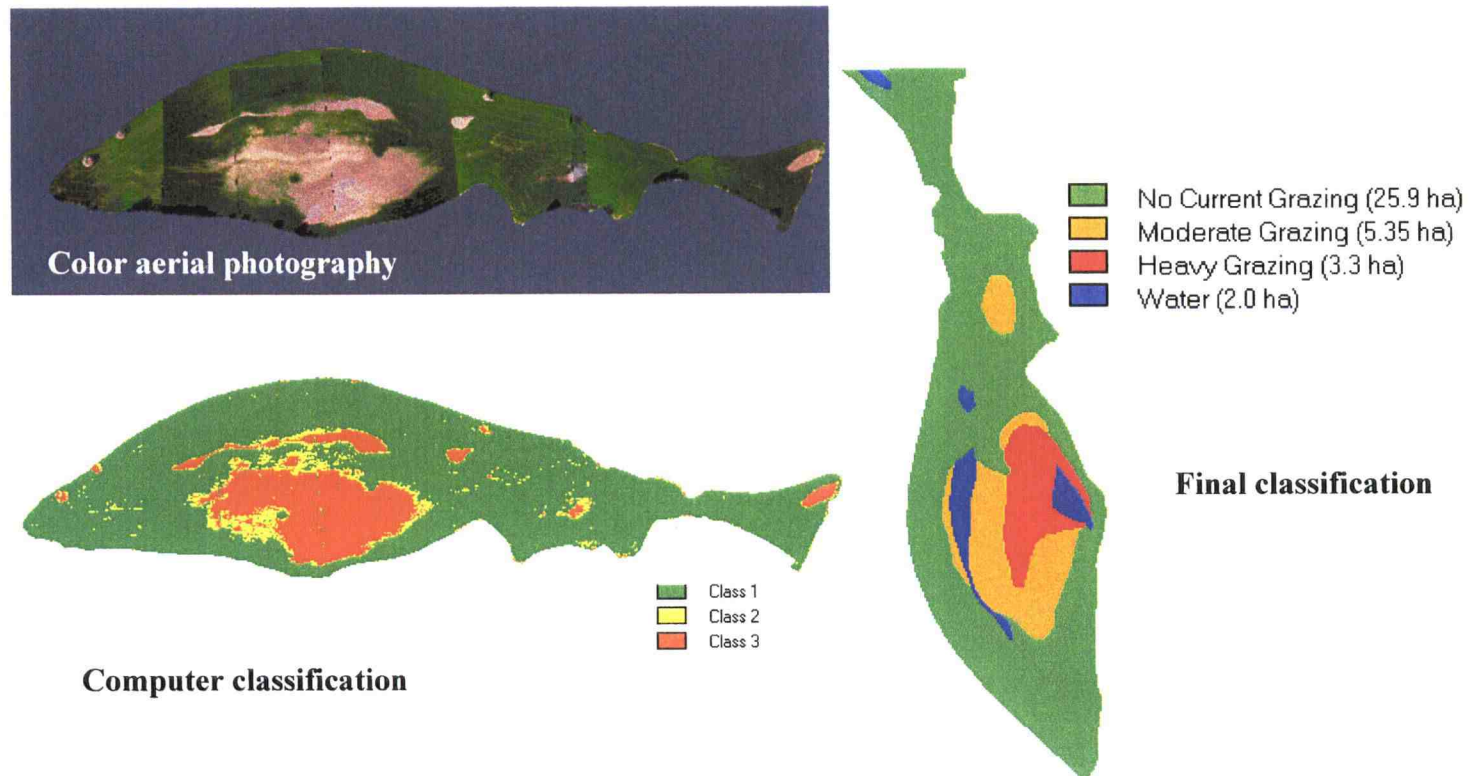 Color aerial photography
No Current Grazing (25.9 ha)
Moderate Grazing (5.35 ha)
Heavy Grazing (3.3 ha)
Water (2.0 ha)
Final classification
Class 1
Class 2
Class 3
Computer classification